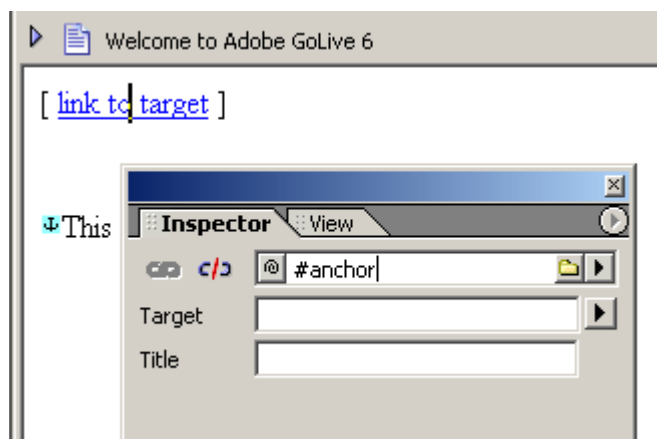 Welcome to Adobe GoLive 6
[ link to target ]
This
Inspector View
#anchor
Target
Title